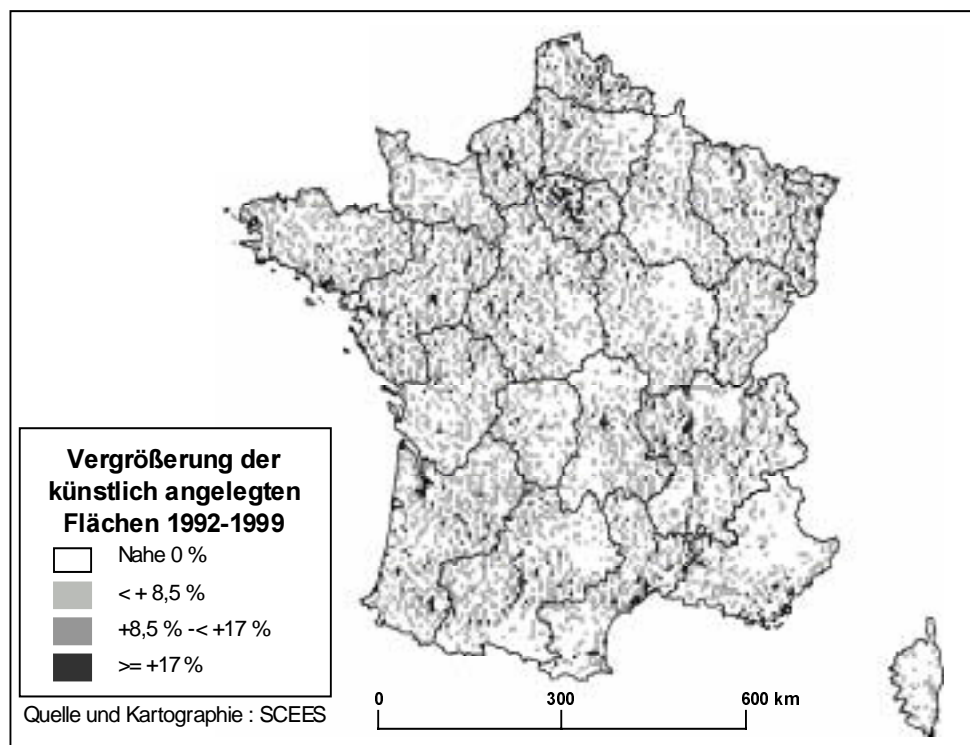 Vergrößerung der
künstlich angelegten
Flächen 1992-1999
Nahe 0 %
< + 8,5 %
+8,5 % -< +17 %
>= +17 %
Quelle und Kartographie : SCEES
0 300 600 km